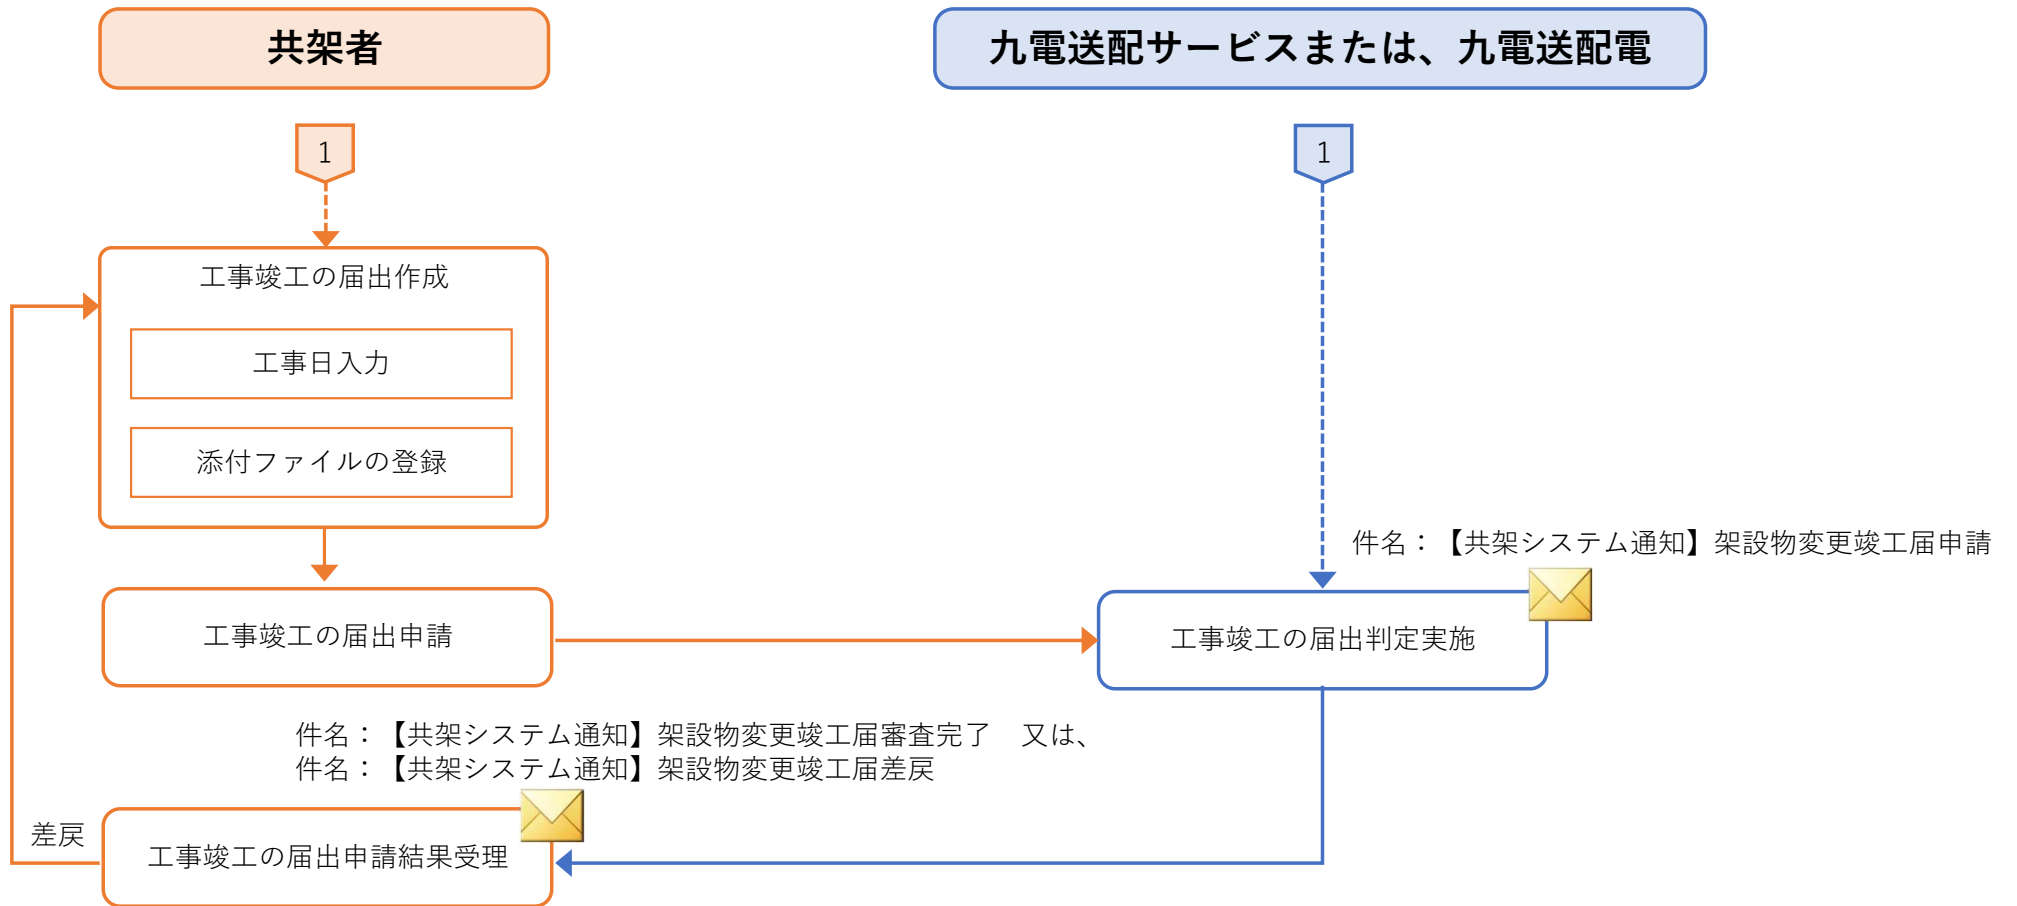 共架者
九電送配サービスまたは、九電送配電
1
1
工事竣工の届出作成
工事日入力
添付ファイルの登録
件名：【共架システム通知】架設物変更竣工届申請
工事竣工の届出申請
工事竣工の届出判定実施
件名：【共架システム通知】架設物変更竣工届審査完了　又は、
件名：【共架システム通知】架設物変更竣工届差戻
差戻
工事竣工の届出申請結果受理